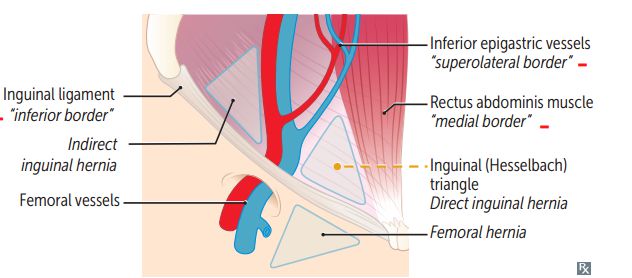 Inferior epigastric vessels
“superolateral border”
Inguinal ligament
“inferior border”
Rectus abdominis muscle
“medial border”
Indirect
inguinal hernia
Inguinal (Hesselbach)
triangle
Direct inguinal hernia
Femoral vessels
Femoral hernia
Rx